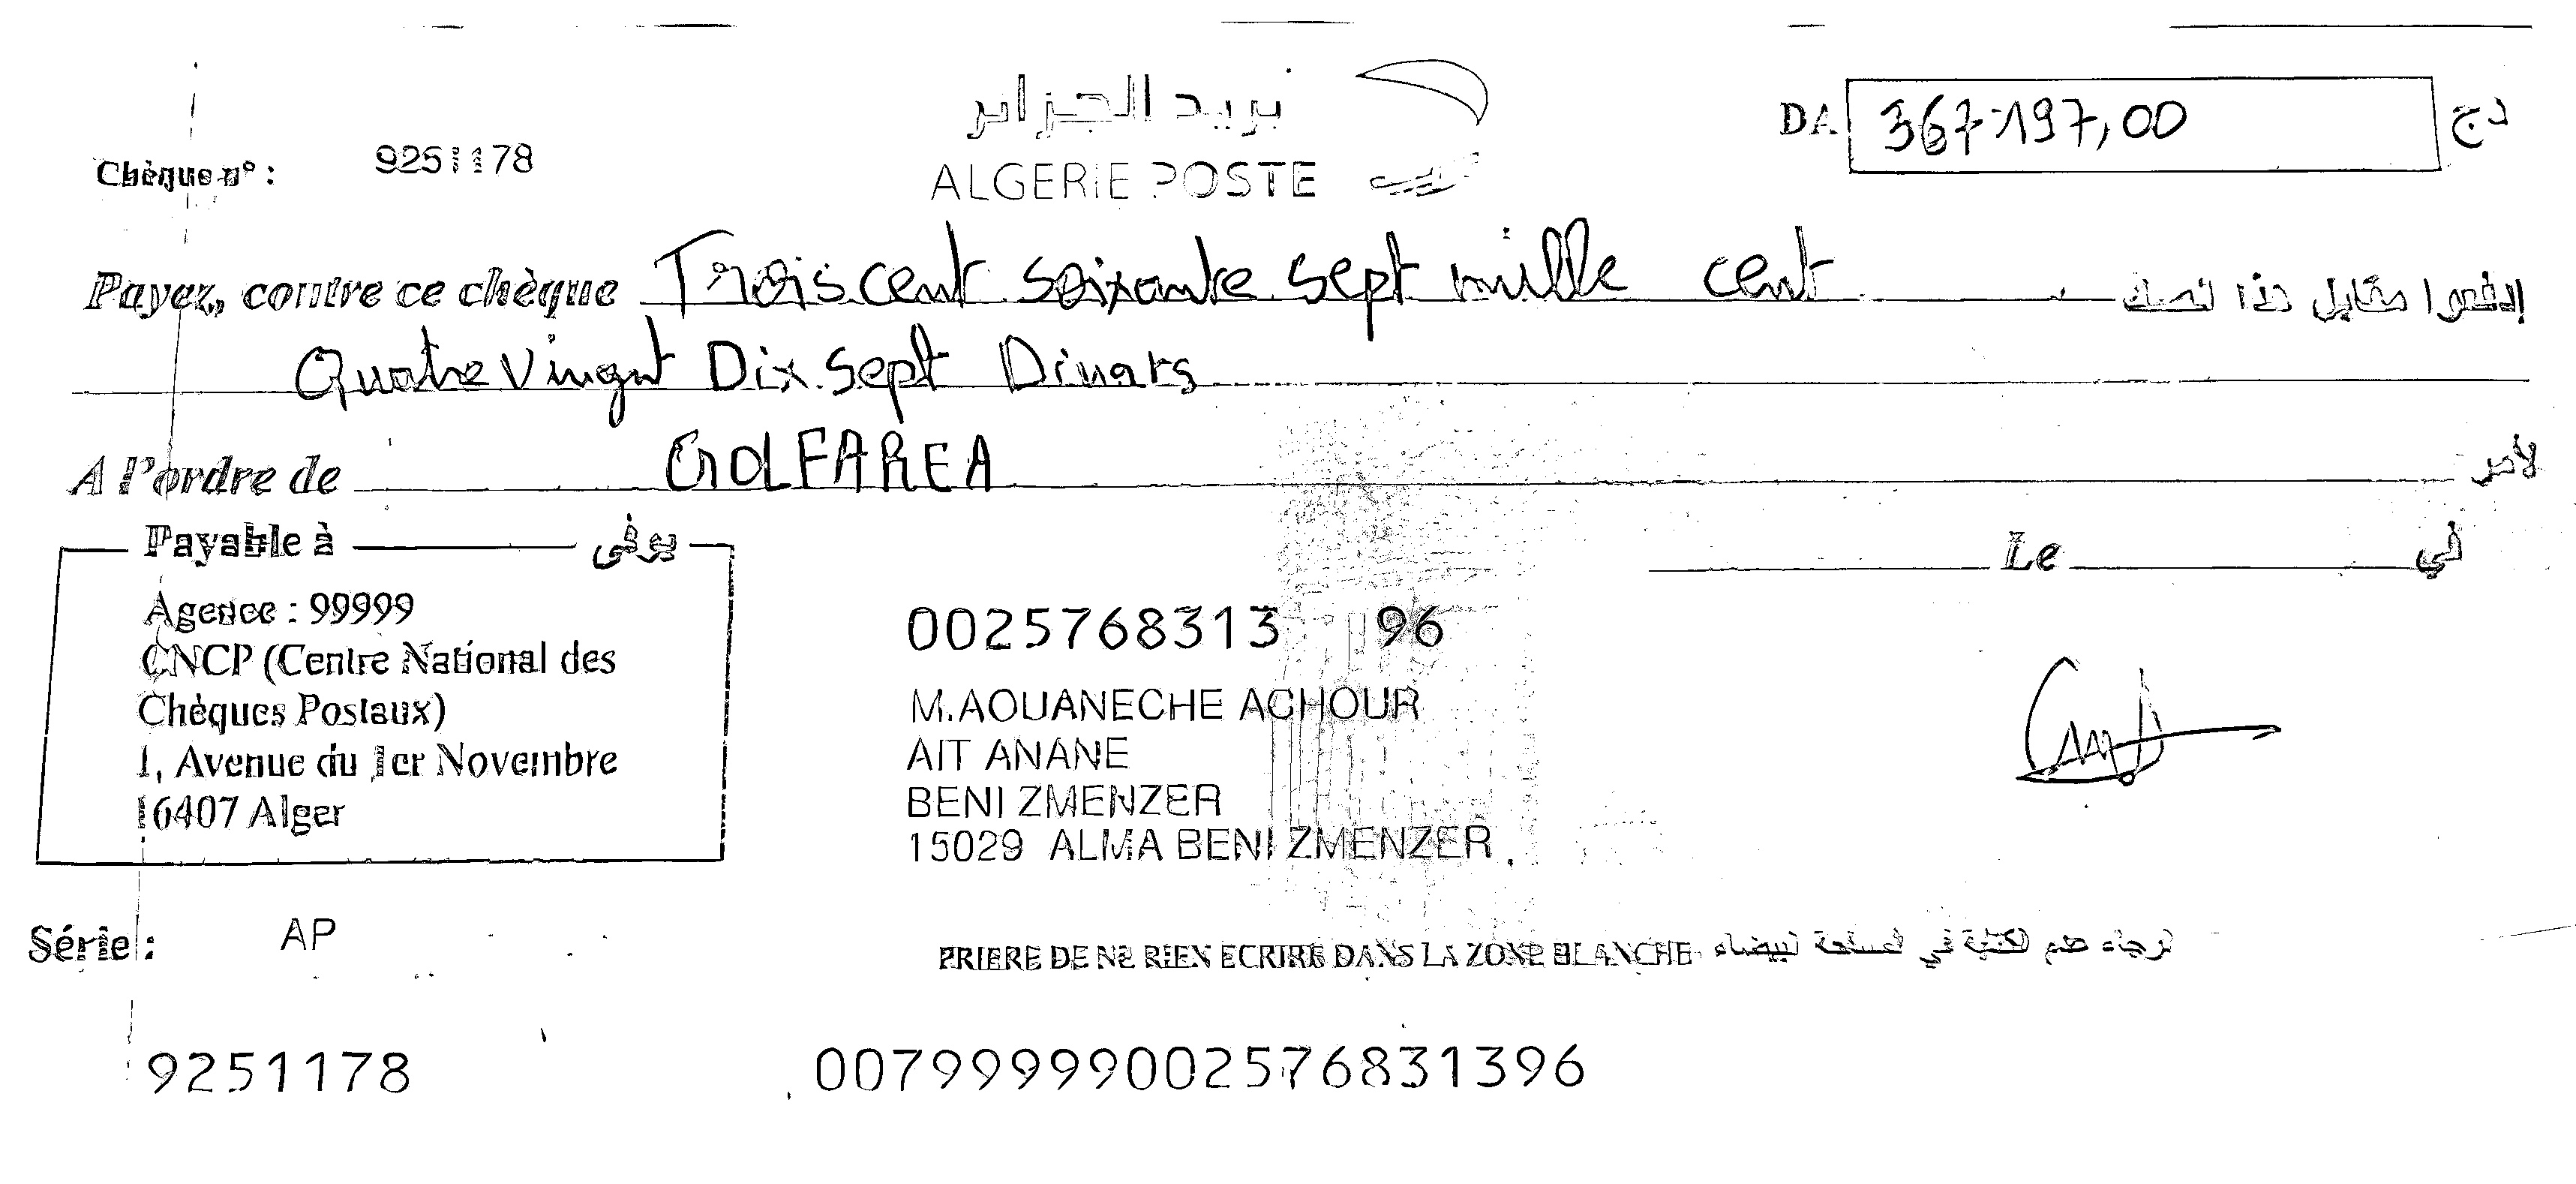 بريد الجزائر
ALGERIE POSTE
Chèque n° : 9251178
DA 367.197,00 دج
Payez, contre ce chèque Trois cent soixante sept mille cent إدفعوا مقابل هذا الصك
Quatre vingt Dix sept Dinars
A l'ordre de GOLFAREA لأمر
Payable à يوفى
Le في
Agence : 99999
CNCP (Centre National des
Chèques Postaux)
1, Avenue du 1er Novembre
16407 Alger
0025768313 96
M.AOUANECHE ACHOUR
AIT ANANE
BENI ZMENZER
15029 ALMA BENI ZMENZER
Série : AP
PRIERE DE NE RIEN ECRIRE DANS LA ZONE BLANCHE الرجاء عدم الكتابة في المساحة البيضاء
9251178 00799999002576831396